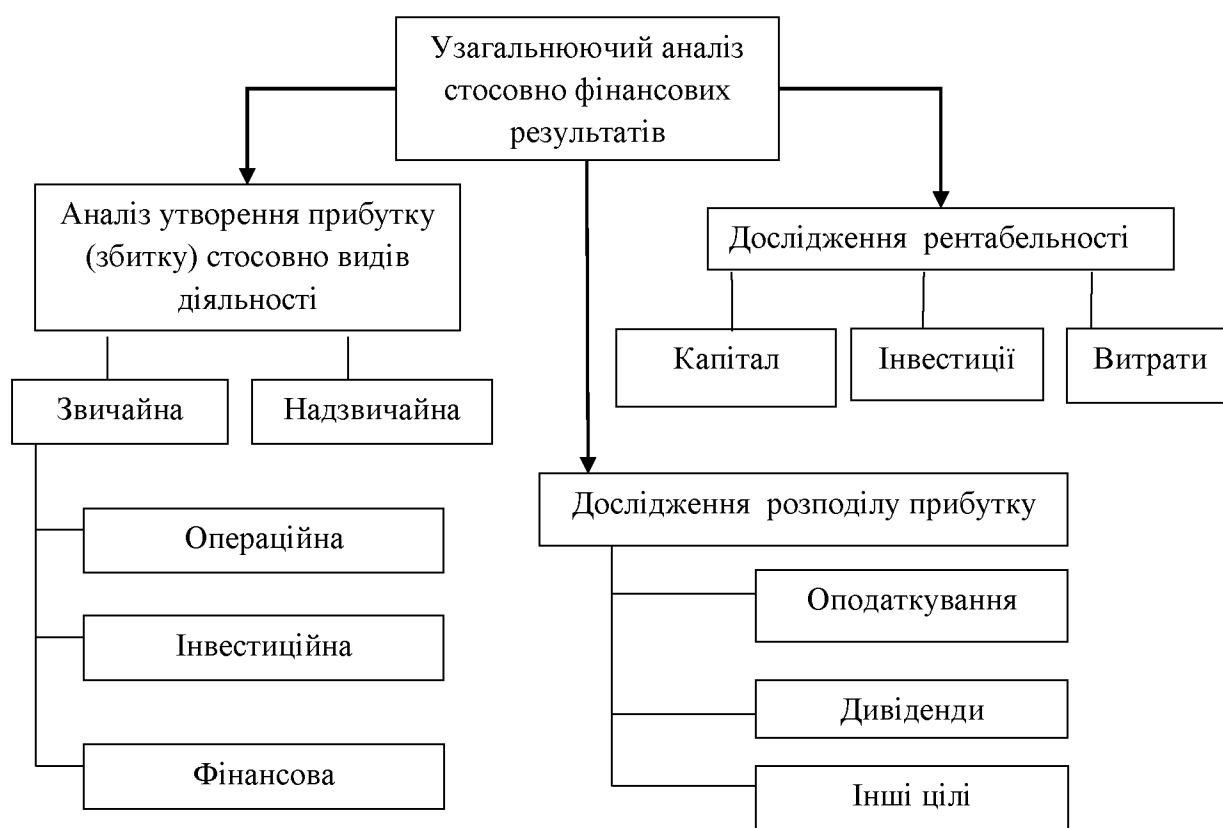 Узагальнюючий аналіз
стосовно фінансових
результатів
Аналіз утворення прибутку
(збитку) стосовно видів
діяльності
Дослідження рентабельності
Капітал
Інвестиції
Витрати
Звичайна
Надзвичайна
Операційна
Інвестиційна
Фінансова
Дослідження розподілу прибутку
Оподаткування
Дивіденди
Інші цілі